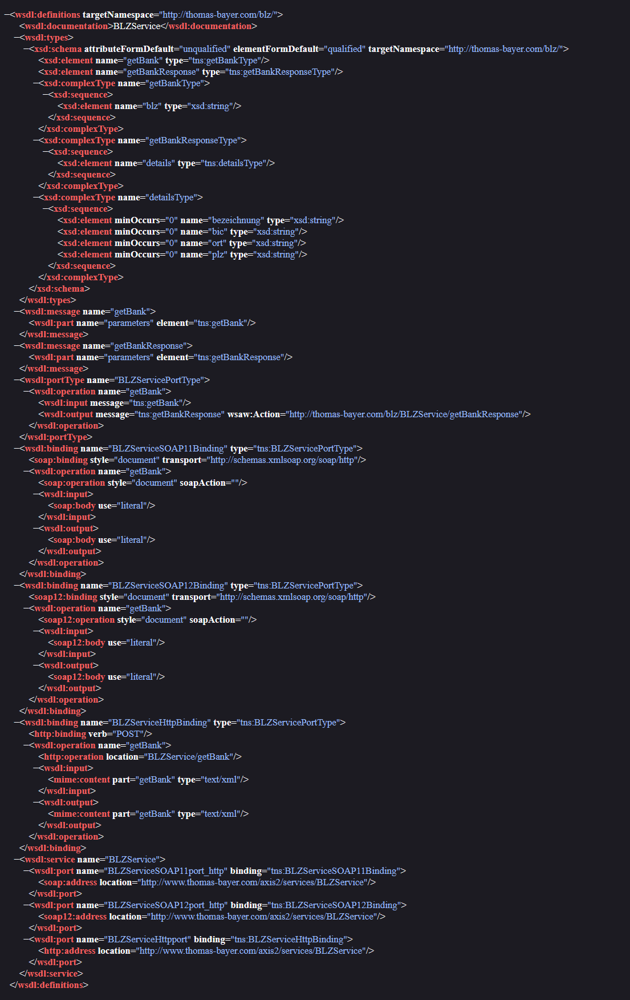 −<wsdl:definitions targetNamespace="http://thomas-bayer.com/blz/">
<wsdl:documentation>BLZService</wsdl:documentation>
−<wsdl:types>
−<xsd:schema attributeFormDefault="unqualified" elementFormDefault="qualified" targetNamespace="http://thomas-bayer.com/blz/">
<xsd:element name="getBank" type="tns:getBankType"/>
<xsd:element name="getBankResponse" type="tns:getBankResponseType"/>
−<xsd:complexType name="getBankType">
−<xsd:sequence>
<xsd:element name="blz" type="xsd:string"/>
</xsd:sequence>
</xsd:complexType>
−<xsd:complexType name="getBankResponseType">
−<xsd:sequence>
<xsd:element name="details" type="tns:detailsType"/>
</xsd:sequence>
</xsd:complexType>
−<xsd:complexType name="detailsType">
−<xsd:sequence>
<xsd:element minOccurs="0" name="bezeichnung" type="xsd:string"/>
<xsd:element minOccurs="0" name="bic" type="xsd:string"/>
<xsd:element minOccurs="0" name="ort" type="xsd:string"/>
<xsd:element minOccurs="0" name="plz" type="xsd:string"/>
</xsd:sequence>
</xsd:complexType>
</xsd:schema>
</wsdl:types>
−<wsdl:message name="getBank">
<wsdl:part name="parameters" element="tns:getBank"/>
</wsdl:message>
−<wsdl:message name="getBankResponse">
<wsdl:part name="parameters" element="tns:getBankResponse"/>
</wsdl:message>
−<wsdl:portType name="BLZServicePortType">
−<wsdl:operation name="getBank">
<wsdl:input message="tns:getBank"/>
<wsdl:output message="tns:getBankResponse" wsaw:Action="http://thomas-bayer.com/blz/BLZService/getBankResponse"/>
</wsdl:operation>
</wsdl:portType>
−<wsdl:binding name="BLZServiceSOAP11Binding" type="tns:BLZServicePortType">
<soap:binding style="document" transport="http://schemas.xmlsoap.org/soap/http"/>
−<wsdl:operation name="getBank">
<soap:operation style="document" soapAction=""/>
−<wsdl:input>
<soap:body use="literal"/>
</wsdl:input>
−<wsdl:output>
<soap:body use="literal"/>
</wsdl:output>
</wsdl:operation>
</wsdl:binding>
−<wsdl:binding name="BLZServiceSOAP12Binding" type="tns:BLZServicePortType">
<soap12:binding style="document" transport="http://schemas.xmlsoap.org/soap/http"/>
−<wsdl:operation name="getBank">
<soap12:operation style="document" soapAction=""/>
−<wsdl:input>
<soap12:body use="literal"/>
</wsdl:input>
−<wsdl:output>
<soap12:body use="literal"/>
</wsdl:output>
</wsdl:operation>
</wsdl:binding>
−<wsdl:binding name="BLZServiceHttpBinding" type="tns:BLZServicePortType">
<http:binding verb="POST"/>
−<wsdl:operation name="getBank">
<http:operation location="BLZService/getBank"/>
−<wsdl:input>
<mime:content part="getBank" type="text/xml"/>
</wsdl:input>
−<wsdl:output>
<mime:content part="getBank" type="text/xml"/>
</wsdl:output>
</wsdl:operation>
</wsdl:binding>
−<wsdl:service name="BLZService">
−<wsdl:port name="BLZServiceSOAP11port_http" binding="tns:BLZServiceSOAP11Binding">
<soap:address location="http://www.thomas-bayer.com/axis2/services/BLZService"/>
</wsdl:port>
−<wsdl:port name="BLZServiceSOAP12port_http" binding="tns:BLZServiceSOAP12Binding">
<soap12:address location="http://www.thomas-bayer.com/axis2/services/BLZService"/>
</wsdl:port>
−<wsdl:port name="BLZServiceHttpport" binding="tns:BLZServiceHttpBinding">
<http:address location="http://www.thomas-bayer.com/axis2/services/BLZService"/>
</wsdl:port>
</wsdl:service>
</wsdl:definitions>